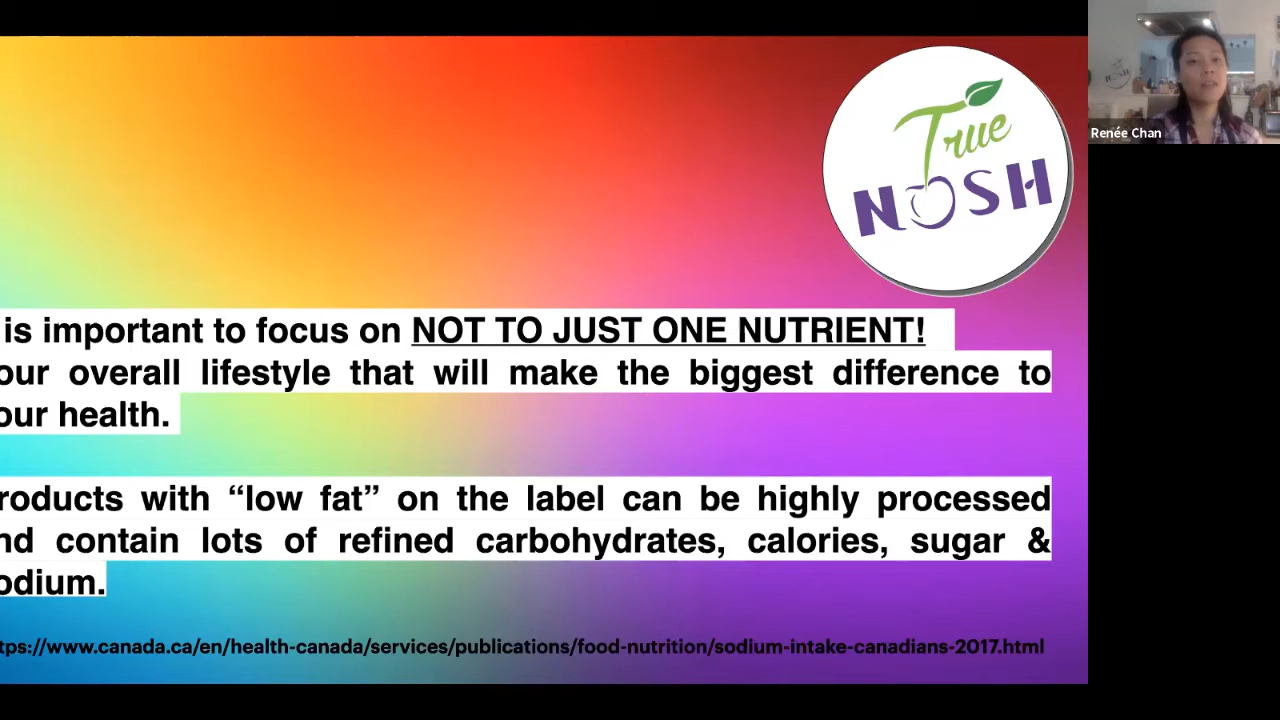 True
NOSH
Renée Chan
is important to focus on NOT TO JUST ONE NUTRIENT!
our overall lifestyle that will make the biggest difference to
our health.
roducts with “low fat” on the label can be highly processed
nd contain lots of refined carbohydrates, calories, sugar &
odium.
tps://www.canada.ca/en/health-canada/services/publications/food-nutrition/sodium-intake-canadians-2017.html